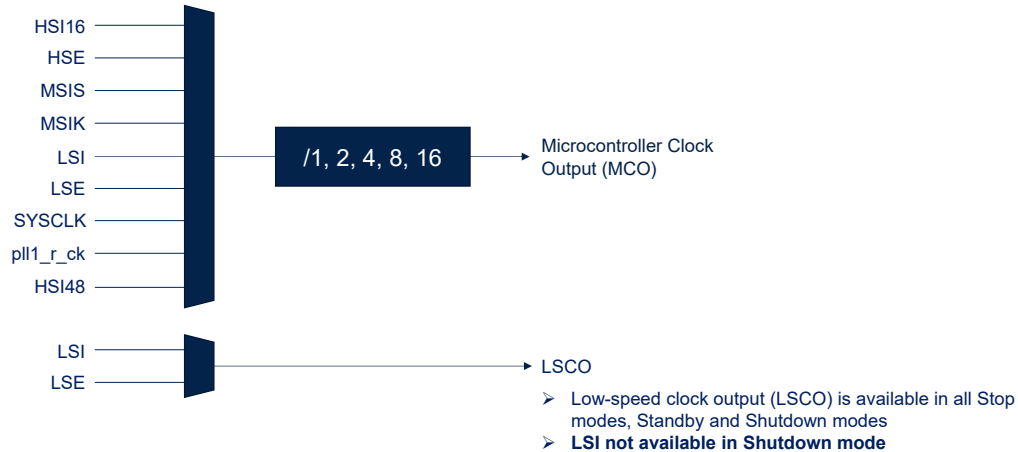 HSI16
HSE
MSIS
MSIK
LSI
LSE
SYSCLK
pll1_r_ck
HSI48
/1, 2, 4, 8, 16
Microcontroller Clock
Output (MCO)
LSI
LSE
LSCO
➢ Low-speed clock output (LSCO) is available in all Stop
modes, Standby and Shutdown modes
➢ LSI not available in Shutdown mode